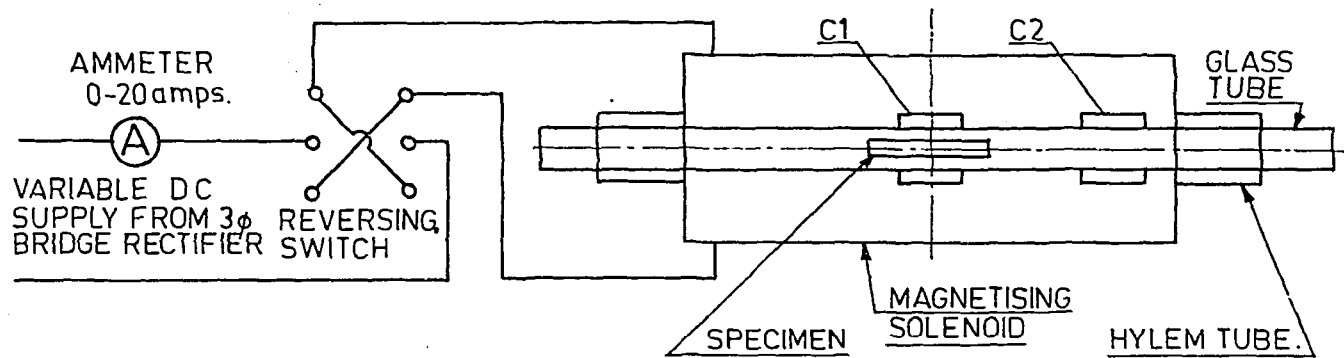 AMMETER
0-20amps.
A
VARIABLE DC
SUPPLY FROM 3φ
BRIDGE RECTIFIER
REVERSING
SWITCH
C1
C2
GLASS
TUBE
SPECIMEN
MAGNETISING
SOLENOID
HYLEM TUBE.